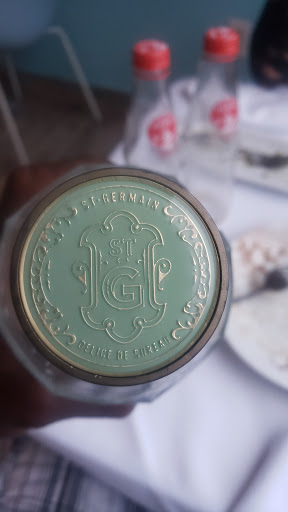 ST-GERMAIN
ST
G
DELICE DE SUREAU